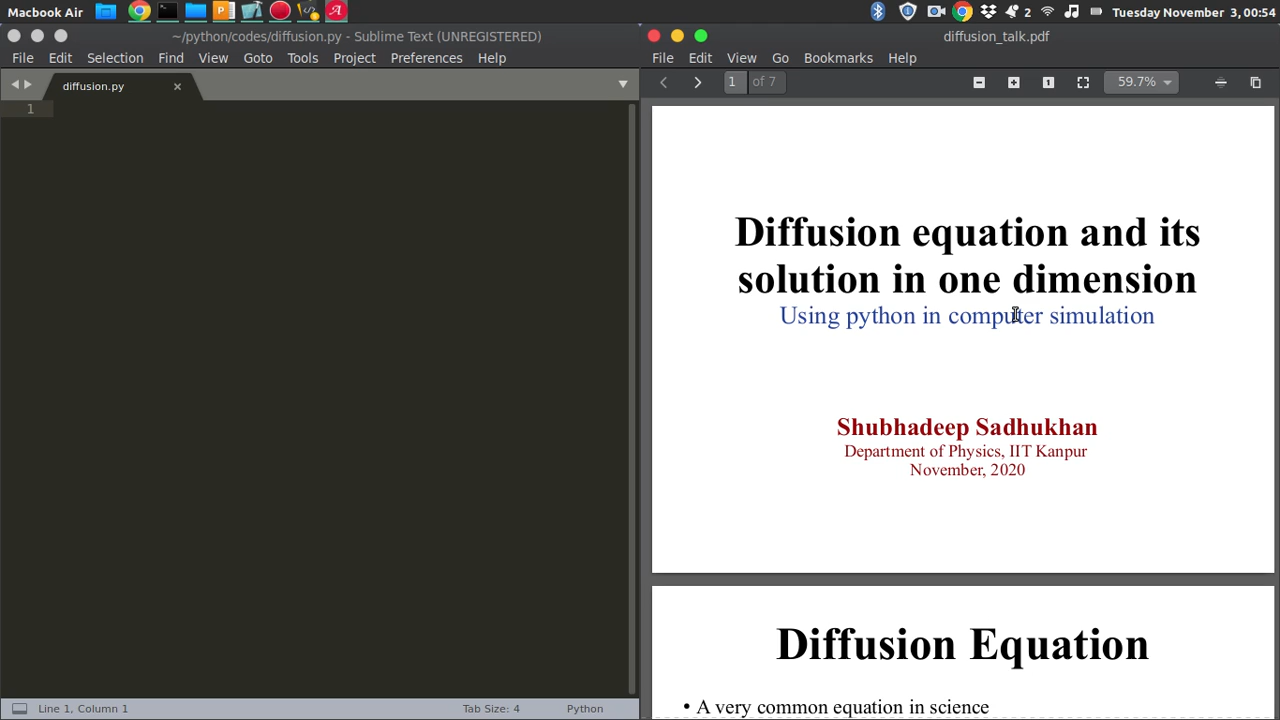 Macbook Air
2
Tuesday November 3, 00:54
~/python/codes/diffusion.py - Sublime Text (UNREGISTERED)
File Edit Selection Find View Goto Tools Project Preferences Help
diffusion.py
1
Line 1, Column 1
Tab Size: 4
Python
diffusion_talk.pdf
File Edit View Go Bookmarks Help
1 of 7
59.7%
Diffusion equation and its
solution in one dimension
Using python in computer simulation
Shubhadeep Sadhukhan
Department of Physics, IIT Kanpur
November, 2020
Diffusion Equation
• A very common equation in science